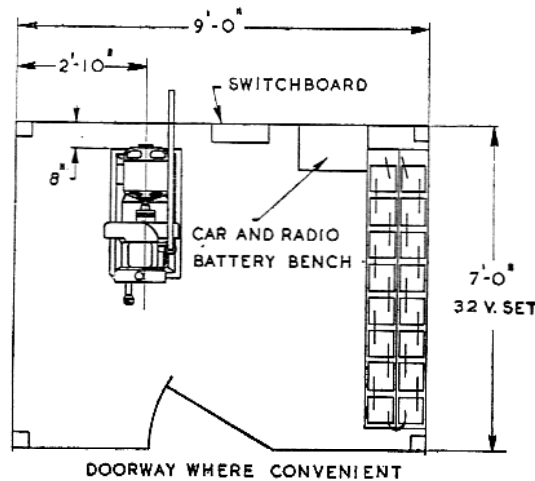 9'-0"
2'-10"
SWITCHBOARD
8"
CAR AND RADIO
BATTERY BENCH
7'-0"
32 V. SET
DOORWAY WHERE CONVENIENT